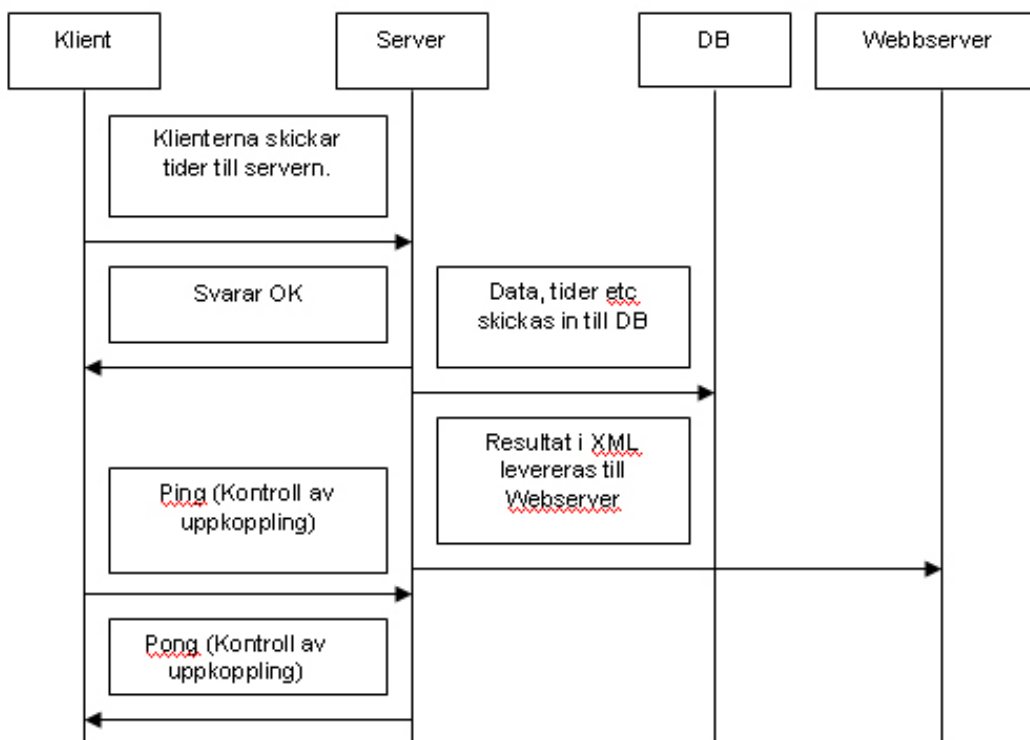 Klient
Server
DB
Webbserver
Klienterna skickar
tider till servern.
Svarar OK
Data, tider etc
skickas in till DB
Resultat i XML
levereras till
Webserver
Ping (Kontroll av
uppkoppling)
Pong (Kontroll av
uppkoppling)